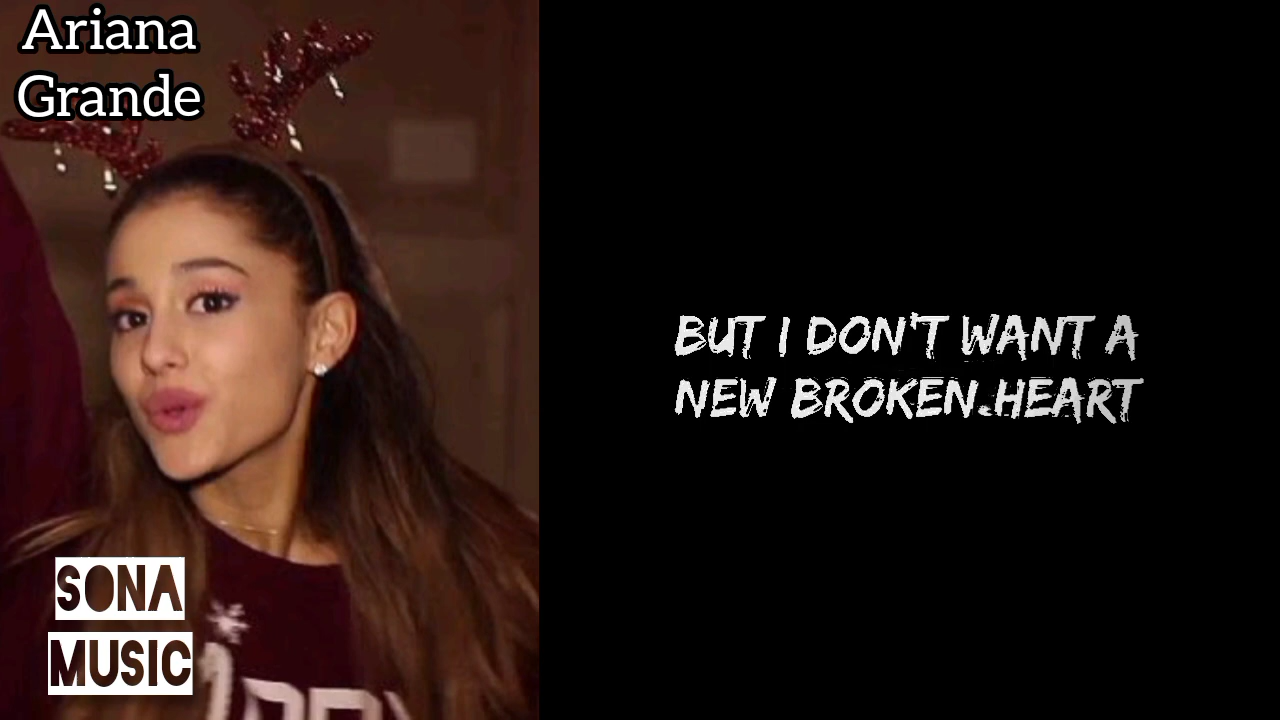 Ariana
Grande
BUT I DON'T WANT A
NEW BROKEN.HEART
SONA
MUSIC